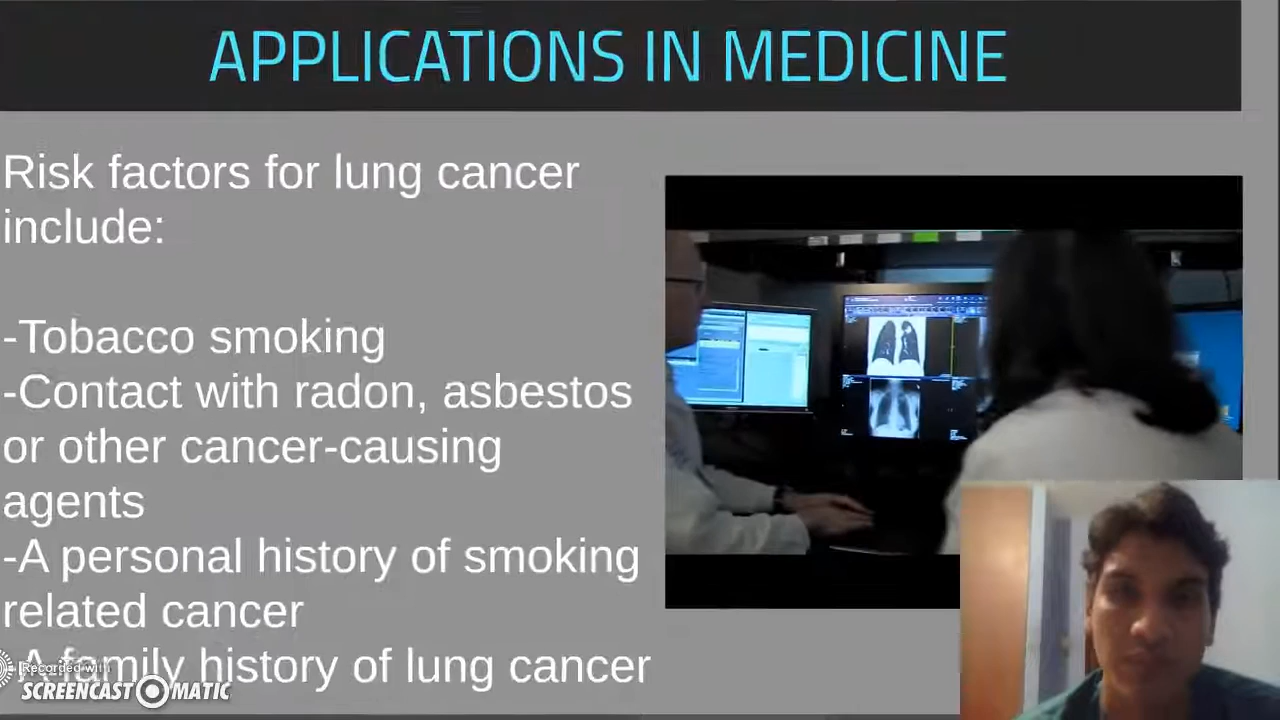 APPLICATIONS IN MEDICINE
Risk factors for lung cancer
include:
-Tobacco smoking
-Contact with radon, asbestos
or other cancer-causing
agents
-A personal history of smoking
related cancer
-A family history of lung cancer
Recorded with
SCREENCAST MATIC